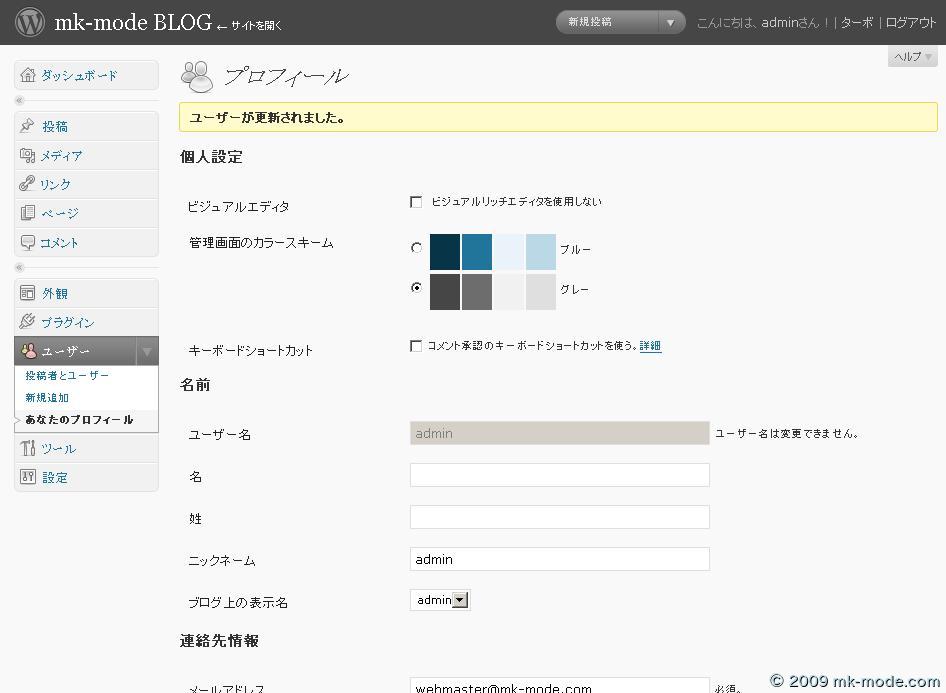 mk-mode BLOG ← サイトを開く
新規投稿
こんにちは、adminさん！ | ターボ | ログアウト
ヘルプ
ダッシュボード
投稿
メディア
リンク
ページ
コメント
外観
プラグイン
ユーザー
投稿者とユーザー
新規追加
あなたのプロフィール
ツール
設定
プロフィール
ユーザーが更新されました。
個人設定
ビジュアルエディタ
ビジュアルリッチエディタを使用しない
管理画面のカラースキーム
ブルー
グレー
キーボードショートカット
コメント承認のキーボードショートカットを使う。詳細
名前
ユーザー名
admin
ユーザー名は変更できません。
名
姓
ニックネーム
admin
ブログ上の表示名
admin
連絡先情報
メールアドレス
webmaster@mk-mode.com
必須。
© 2009 mk-mode.com